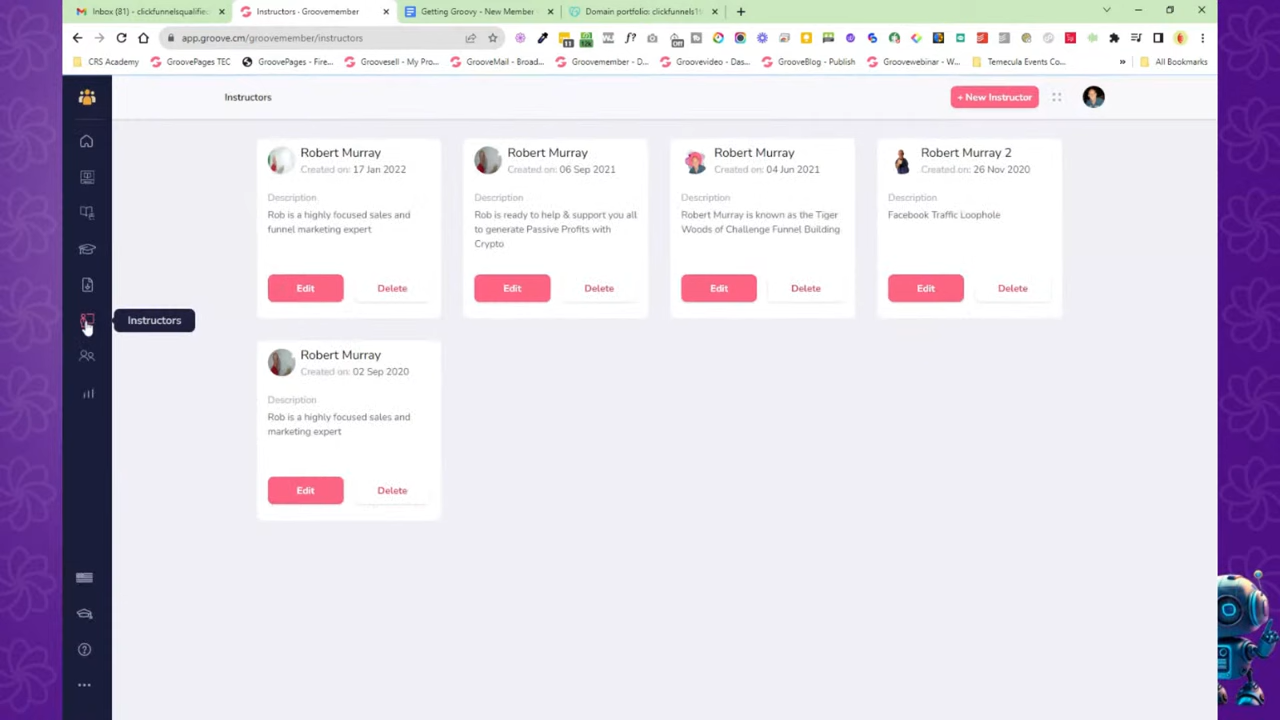 Inbox (81) - clickfunnelsqualific
Instructors - Groovemember
Getting Groovy - New Member
Domain portfolio: clickfunnels1
app.groove.cm/groovemember/instructors
CRS Academy
GroovePages TEC
GroovePages - Fire...
Groovesell - My Pro...
GrooveMail - Broad...
Groovemember - D...
Groovevideo - Das...
GrooveBlog - Publish
Groovewebinar - W...
Temecula Events Co...
»
All Bookmarks
Instructors
+ New Instructor
Robert Murray
Created on: 17 Jan 2022
Description
Rob is a highly focused sales and
funnel marketing expert
Edit
Delete
Robert Murray
Created on: 06 Sep 2021
Description
Rob is ready to help & support you all
to generate Passive Profits with
Crypto
Edit
Delete
Robert Murray
Created on: 04 Jun 2021
Description
Robert Murray is known as the Tiger
Woods of Challenge Funnel Building
Edit
Delete
Robert Murray 2
Created on: 26 Nov 2020
Description
Facebook Traffic Loophole
Edit
Delete
Instructors
Robert Murray
Created on: 02 Sep 2020
Description
Rob is a highly focused sales and
marketing expert
Edit
Delete